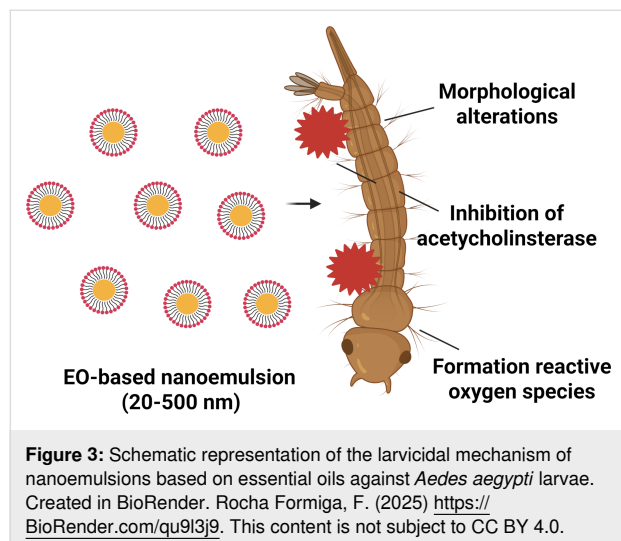 Morphological
alterations
Inhibition of
acetycholinsterase
Formation reactive
oxygen species
EO-based nanoemulsion
(20-500 nm)
Figure 3: Schematic representation of the larvicidal mechanism of
nanoemulsions based on essential oils against Aedes aegypti larvae.
Created in BioRender. Rocha Formiga, F. (2025) https://
BioRender.com/qu9l3j9. This content is not subject to CC BY 4.0.